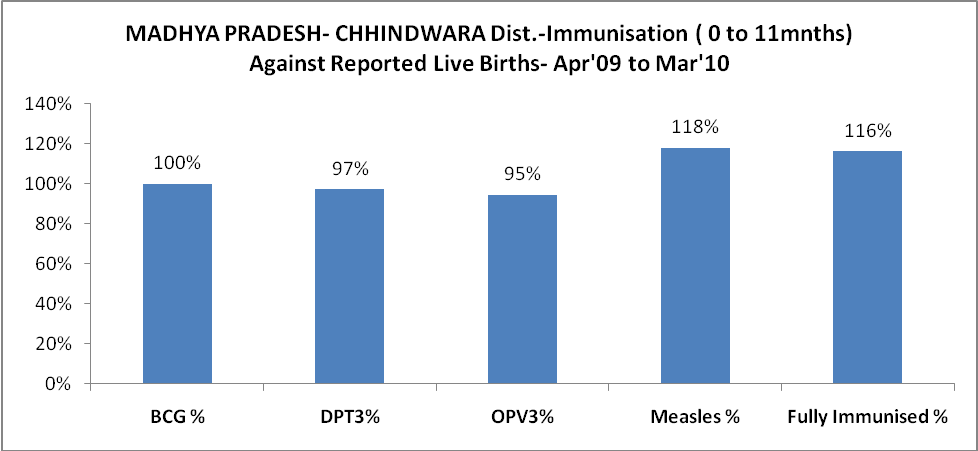 MADHYA PRADESH- CHHINDWARA Dist.-Immunisation ( 0 to 11mnths)
Against Reported Live Births- Apr'09 to Mar'10
140%
120%
100%
80%
60%
40%
20%
0%
100%
97%
95%
118%
116%
BCG %
DPT3%
OPV3%
Measles %
Fully Immunised %